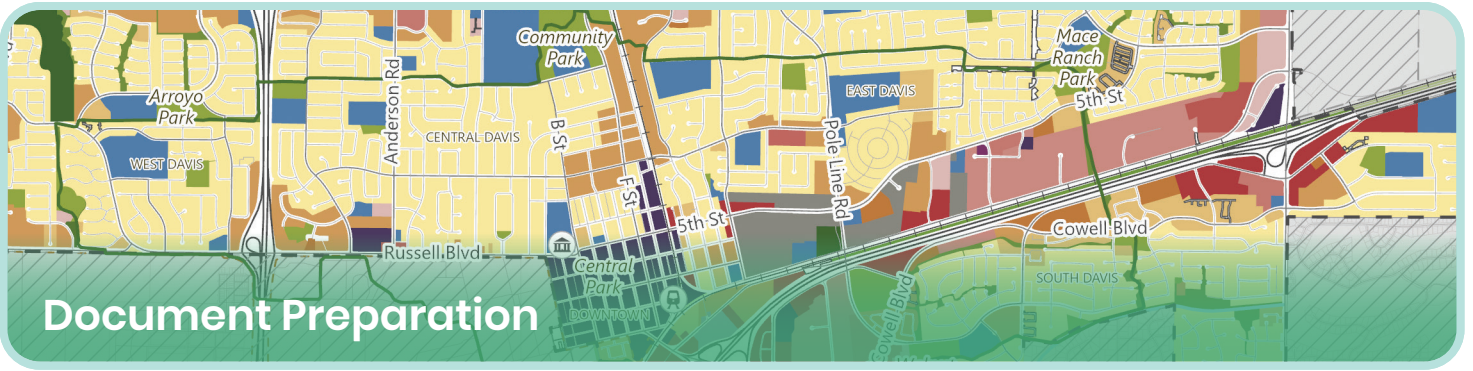 Community
Park
Mace
Ranch
Park
5th St
Arroyo
Park
Anderson Rd
B St
CENTRAL DAVIS
EAST DAVIS
Pole Line Rd
WEST DAVIS
F St
5th St
Cowell Blvd
Russell Blvd
Central
Park
SOUTH DAVIS
DOWNTOWN
Cowell Blvd
Document Preparation